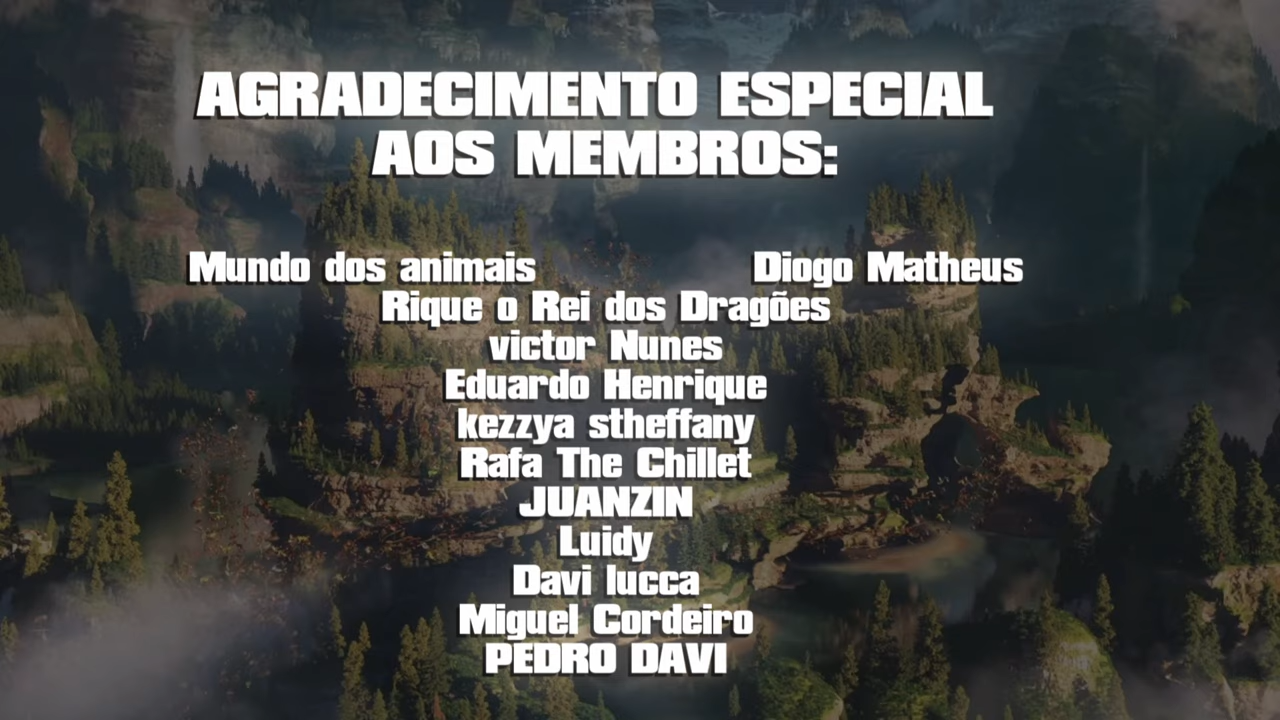 AGRADECIMENTO ESPECIAL
AOS MEMBROS:
Mundo dos animais Diogo Matheus
Rique o Rei dos Dragões
victor Nunes
Eduardo Henrique
kezzya stheffany
Rafa The Chillet
JUANZIN
Luidy
Davi lucca
Miguel Cordeiro
PEDRO DAVI